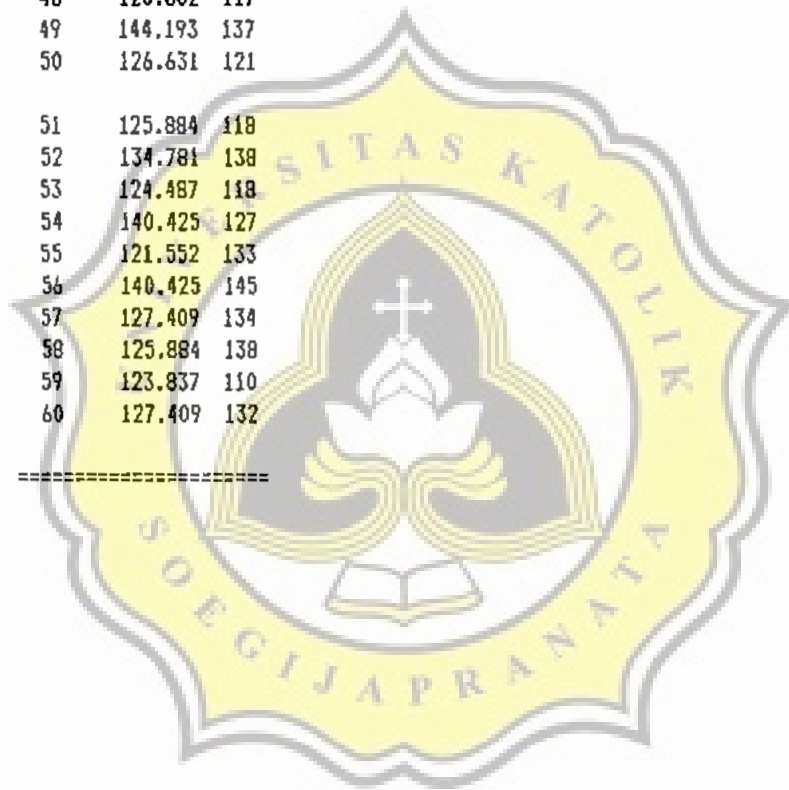 49 144.193 137
50 126.631 121
51 125.884 118
52 134.781 138
53 124.487 118
54 140.425 127
55 121.552 133
56 140.425 145
57 127.409 134
58 125.884 138
59 123.837 110
60 127.409 132
======================
UNIVERSITAS KATOLIK
SOEGIJAPRANATA